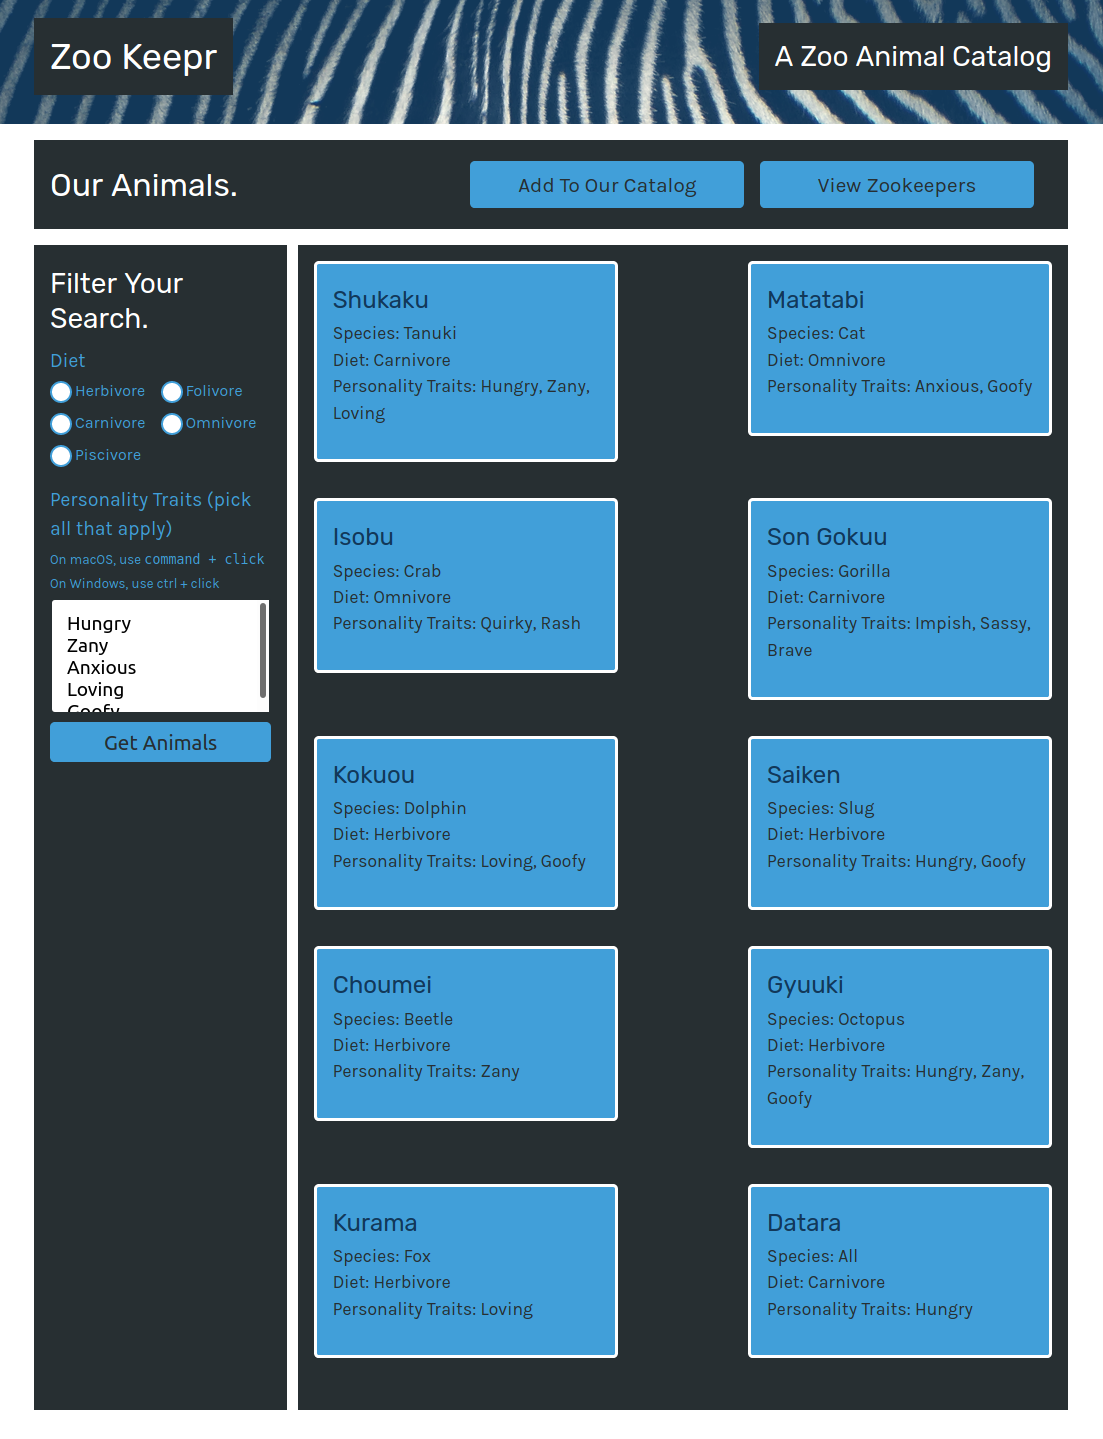 Zoo Keepr
A Zoo Animal Catalog
Our Animals.
Add To Our Catalog
View Zookeepers
Filter Your
Search.
Diet
Herbivore
Folivore
Carnivore
Omnivore
Piscivore
Personality Traits (pick
all that apply)
On macOS, use command + click
On Windows, use ctrl + click
Hungry
Zany
Anxious
Loving
Goofy
Get Animals
Shukaku
Species: Tanuki
Diet: Carnivore
Personality Traits: Hungry, Zany,
Loving
Matatabi
Species: Cat
Diet: Omnivore
Personality Traits: Anxious, Goofy
Isobu
Species: Crab
Diet: Omnivore
Personality Traits: Quirky, Rash
Son Gokuu
Species: Gorilla
Diet: Carnivore
Personality Traits: Impish, Sassy,
Brave
Kokuou
Species: Dolphin
Diet: Herbivore
Personality Traits: Loving, Goofy
Saiken
Species: Slug
Diet: Herbivore
Personality Traits: Hungry, Goofy
Choumei
Species: Beetle
Diet: Herbivore
Personality Traits: Zany
Gyuuki
Species: Octopus
Diet: Herbivore
Personality Traits: Hungry, Zany,
Goofy
Kurama
Species: Fox
Diet: Herbivore
Personality Traits: Loving
Datara
Species: All
Diet: Carnivore
Personality Traits: Hungry